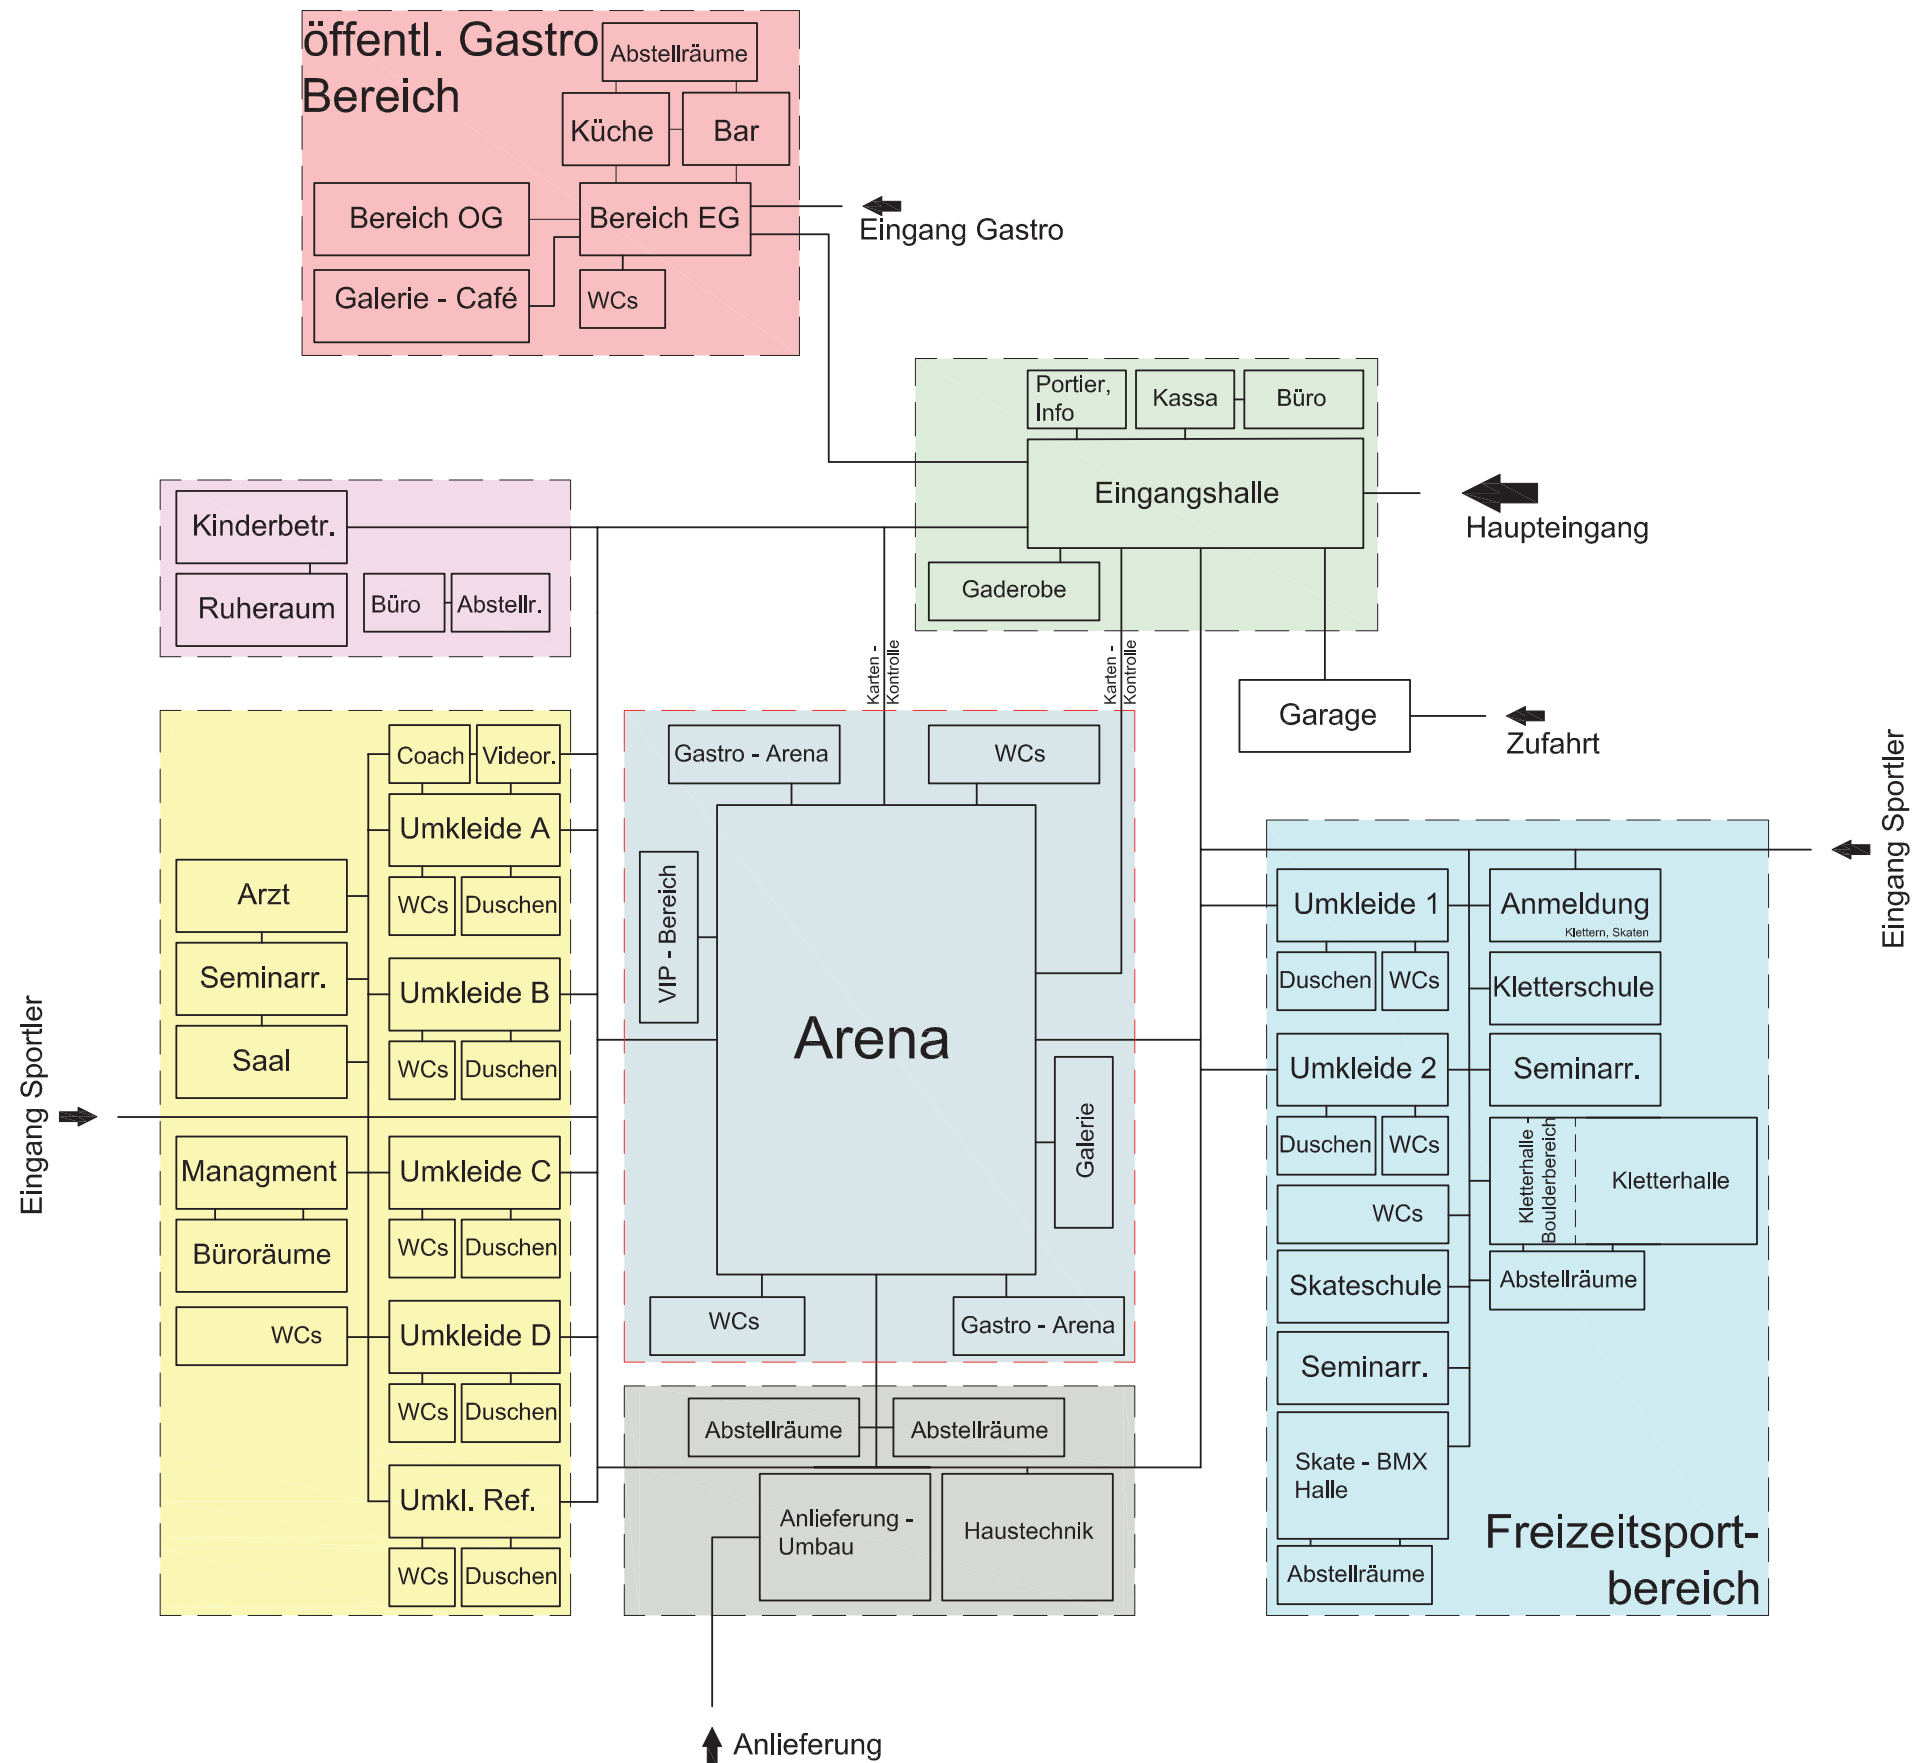 öffentl. Gastro
Bereich
Abstellräume
Küche
Bar
Bereich OG
Bereich EG
Galerie - Café
WCs
Eingang Gastro
Portier,
Info
Kassa
Büro
Eingangshalle
Haupteingang
Gaderobe
Kinderbetr.
Ruheraum
Büro
Abstellr.
Karten -
Kontrolle
Karten -
Kontrolle
Garage
Zufahrt
Eingang Sportler
Coach
Videor.
Umkleide A
WCs
Duschen
Arzt
Seminarr.
Saal
Umkleide B
WCs
Duschen
Eingang Sportler
Managment
Büroräume
WCs
Umkleide C
WCs
Duschen
Umkleide D
WCs
Duschen
Umkl. Ref.
WCs
Duschen
Gastro - Arena
WCs
VIP - Bereich
Arena
Galerie
WCs
Gastro - Arena
Abstellräume
Abstellräume
Anlieferung -
Umbau
Haustechnik
Anlieferung
Umkleide 1
Duschen
WCs
Anmeldung
Klettern, Skaten
Kletterschule
Umkleide 2
Duschen
WCs
Seminarr.
Kletterhalle -
Boulderbereich
Kletterhalle
WCs
Abstellräume
Skateschule
Seminarr.
Skate - BMX
Halle
Abstellräume
Freizeitsport-
bereich